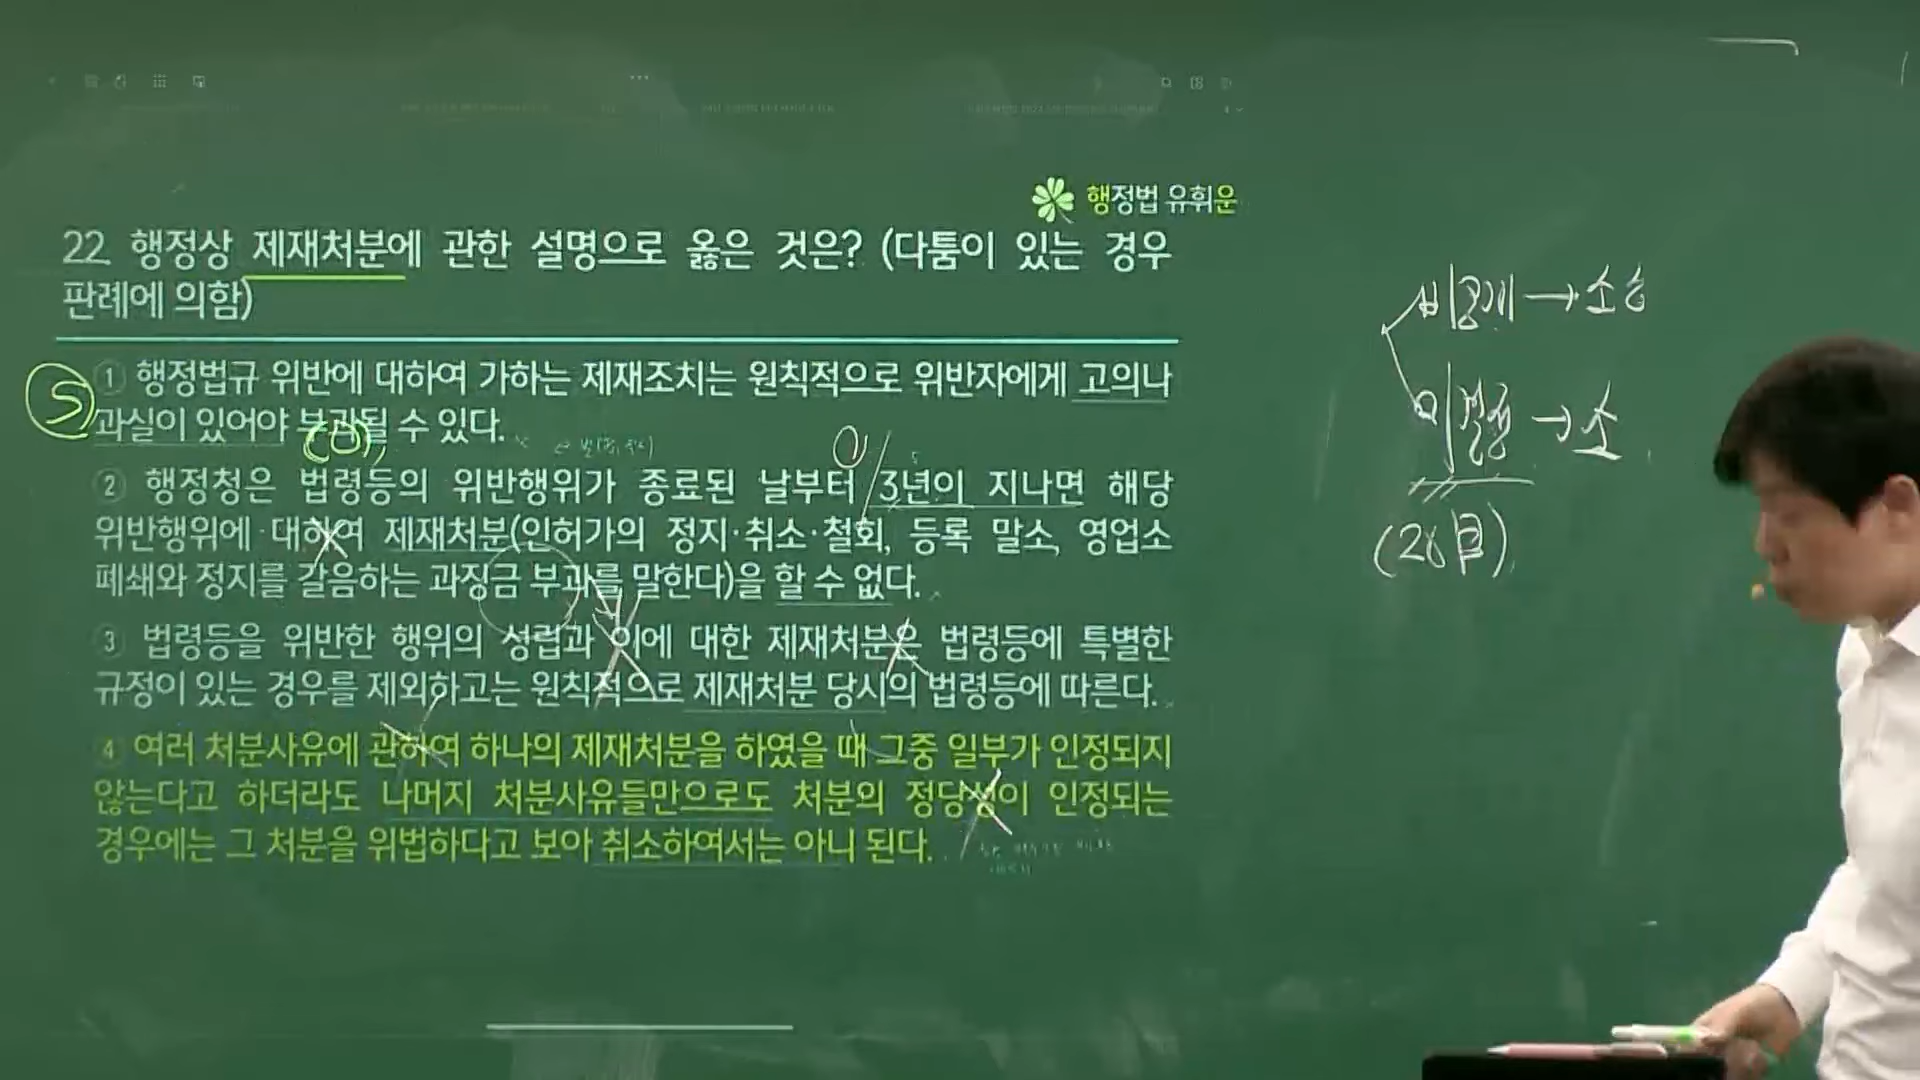 행정법 유휘운
22. 행정상 제재처분에 관한 설명으로 옳은 것은? (다툼이 있는 경우
판례에 의함)
① 행정법규 위반에 대하여 가하는 제재조치는 원칙적으로 위반자에게 고의나
과실이 있어야 부과될 수 있다.
② 행정청은 법령등의 위반행위가 종료된 날부터 3년이 지나면 해당
위반행위에 대하여 제재처분(인허가의 정지·취소·철회, 등록 말소, 영업소
폐쇄와 정지를 갈음하는 과징금 부과를 말한다)을 할 수 없다.
③ 법령등을 위반한 행위의 성립과 이에 대한 제재처분은 법령등에 특별한
규정이 있는 경우를 제외하고는 원칙적으로 제재처분 당시의 법령등에 따른다.
④ 여러 처분사유에 관하여 하나의 제재처분을 하였을 때 그중 일부가 인정되지
않는다고 하더라도 나머지 처분사유들만으로도 처분의 정당성이 인정되는
경우에는 그 처분을 위법하다고 보아 취소하여서는 아니 된다.
비공개 → 소송
→ 소
(20日)